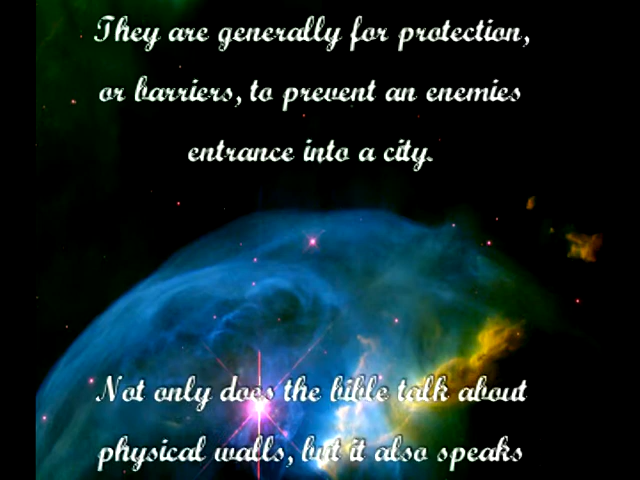 They are generally for protection,
or barriers, to prevent an enemies
entrance into a city.
Not only does the bible talk about
physical walls, but it also speaks